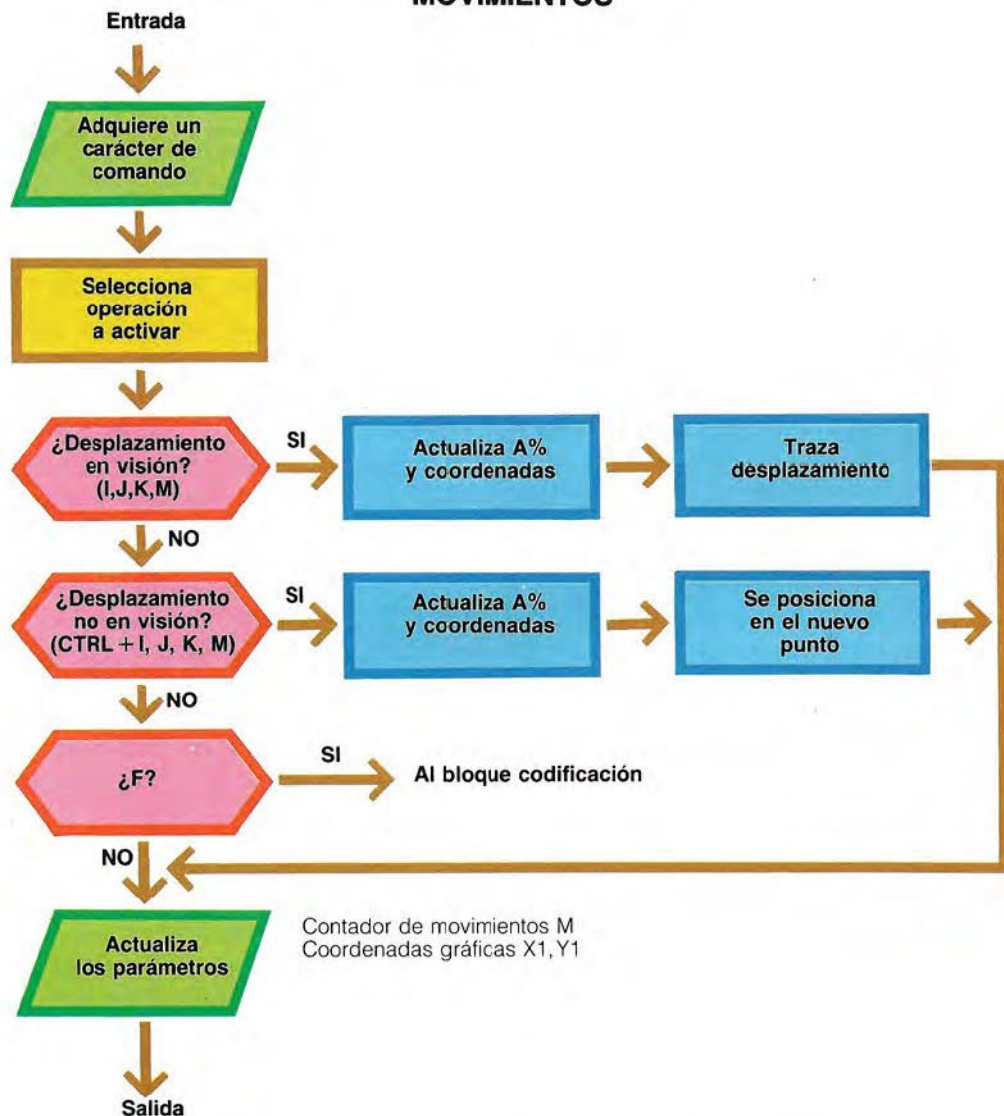 MOVIMIENTOS
Entrada
Adquiere un
carácter de
comando
Selecciona
operación
a activar
¿Desplazamiento
en visión?
(I,J,K,M)
SI
Actualiza A%
y coordenadas
Traza
desplazamiento
NO
¿Desplazamiento
no en visión?
(CTRL + I, J, K, M)
SI
Actualiza A%
y coordenadas
Se posiciona
en el nuevo
punto
NO
¿F?
SI
Al bloque codificación
NO
Actualiza
los parámetros
Contador de movimientos M
Coordenadas gráficas X1,Y1
Salida